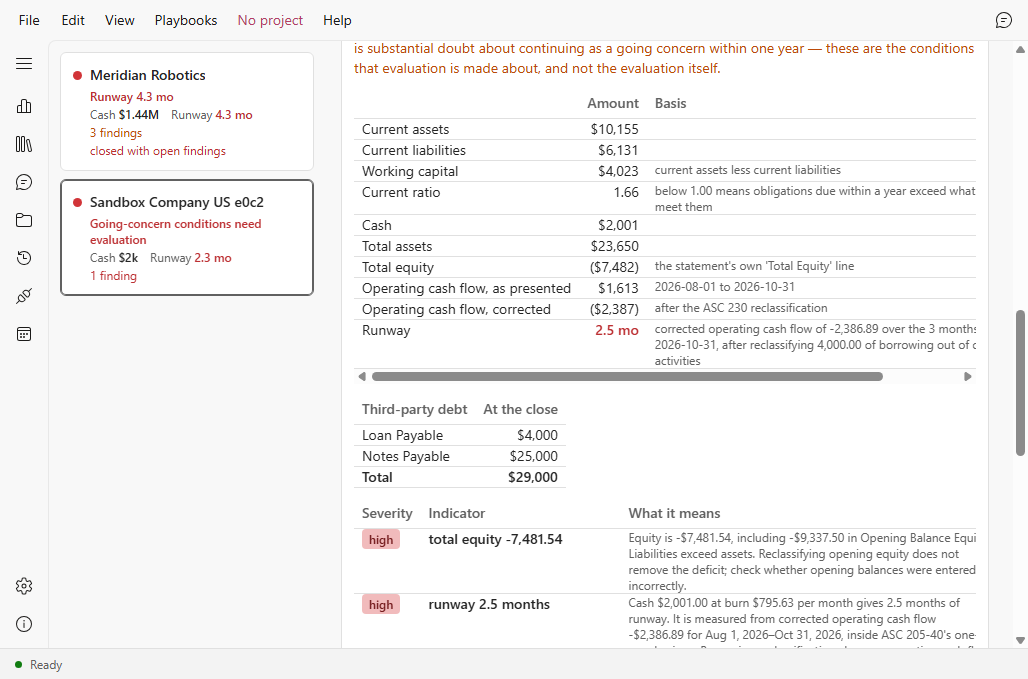 File Edit View Playbooks No project Help
Meridian Robotics
Runway 4.3 mo
Cash $1.44M Runway 4.3 mo
3 findings
closed with open findings
Sandbox Company US e0c2
Going-concern conditions need
evaluation
Cash $2k Runway 2.3 mo
1 finding
is substantial doubt about continuing as a going concern within one year — these are the conditions
that evaluation is made about, and not the evaluation itself.
Amount Basis
Current assets $10,155
Current liabilities $6,131
Working capital $4,023 current assets less current liabilities
Current ratio 1.66 below 1.00 means obligations due within a year exceed what
meet them
Cash $2,001
Total assets $23,650
Total equity ($7,482) the statement's own 'Total Equity' line
Operating cash flow, as presented $1,613 2026-08-01 to 2026-10-31
Operating cash flow, corrected ($2,387) after the ASC 230 reclassification
Runway 2.5 mo corrected operating cash flow of -2,386.89 over the 3 months
2026-10-31, after reclassifying 4,000.00 of borrowing out of
activities
Third-party debt At the close
Loan Payable $4,000
Notes Payable $25,000
Total $29,000
Severity Indicator What it means
high total equity -7,481.54 Equity is -$7,481.54, including -$9,337.50 in Opening Balance
Liabilities exceed assets. Reclassifying opening equity does not
remove the deficit; check whether opening balances were entered
incorrectly.
high runway 2.5 months Cash $2,001.00 at burn $795.63 per month gives 2.5 months of
runway. It is measured from corrected operating cash flow
-$2,386.89 for Aug 1, 2026–Oct 31, 2026, inside ASC 205-40's one-
Ready